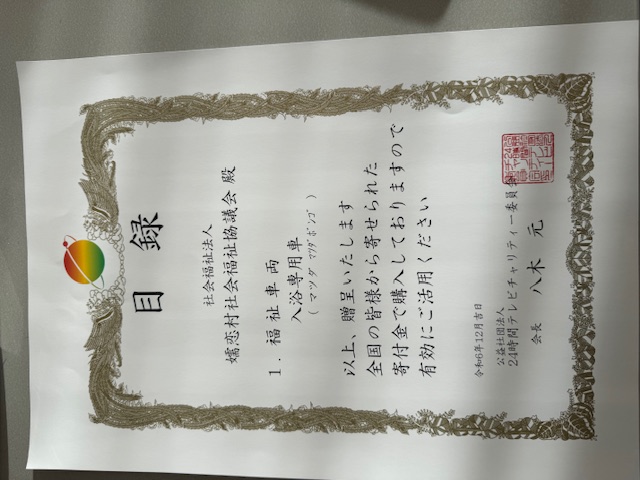 目録
社会福祉法人
嬬恋村社会福祉協議会 殿
1. 福祉車両
入浴専用車
(マツダ ﾏﾂﾀﾞﾎﾞﾝｺﾞ)
以上、贈呈いたします
全国の皆様から寄せられた
寄付金で購入しておりますので
有効にご活用ください
令和6年12月吉日
公益社団法人
24時間テレビチャリティー委員会
会長 八木 元